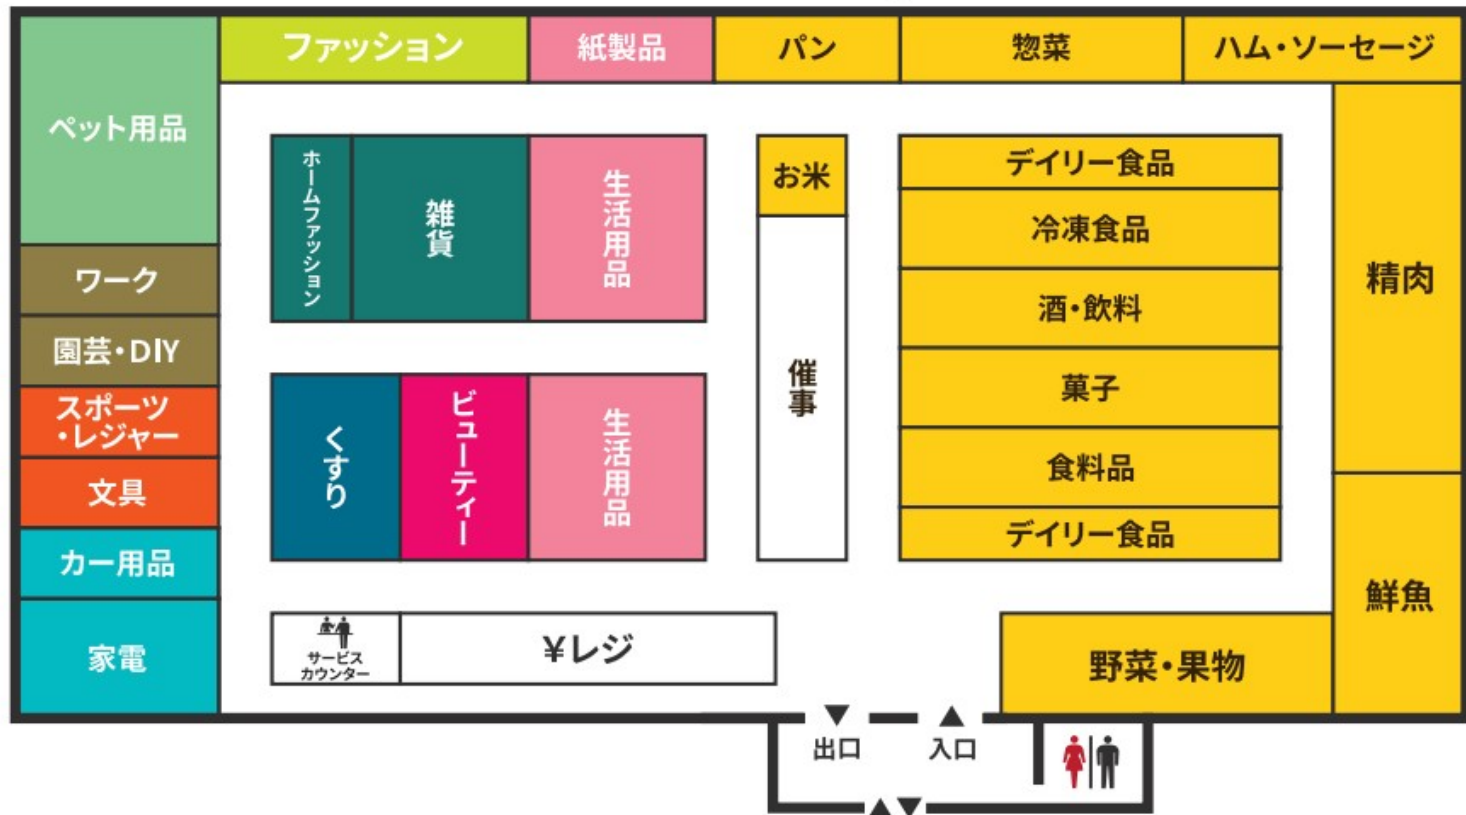 ファッション
紙製品
パン
惣菜
ハム・ソーセージ
ペット用品
ワーク
園芸・DIY
スポーツ
・レジャー
文具
カー用品
家電
ホームファッション
雑貨
生活用品
くすり
ビューティー
生活用品
サービス
カウンター
¥レジ
お米
催事
デイリー食品
冷凍食品
酒・飲料
菓子
食料品
デイリー食品
精肉
鮮魚
野菜・果物
出口
入口